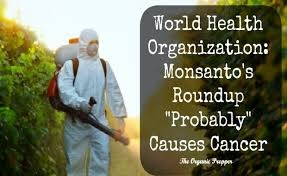 World Health
Organization:
Monsanto's
Roundup
"Probably"
Causes Cancer
The Organic Prepper